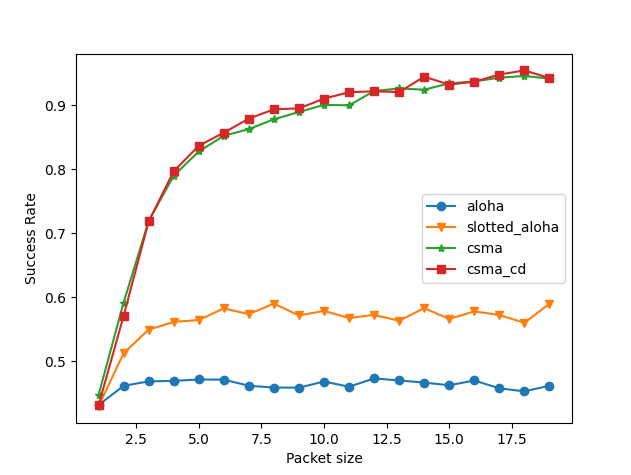 Success Rate
0.9
0.8
0.7
0.6
0.5
aloha
slotted_aloha
csma
csma_cd
2.5 5.0 7.5 10.0 12.5 15.0 17.5
Packet size